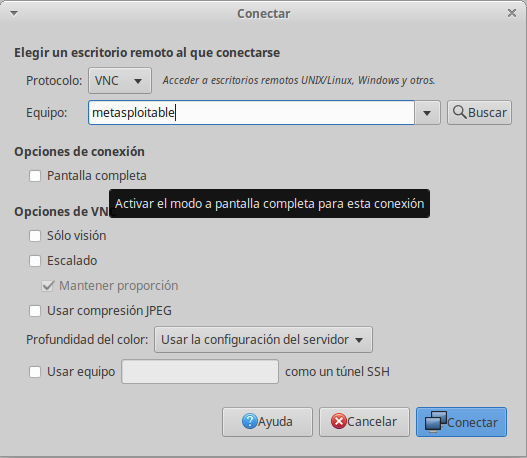 Conectar
Elegir un escritorio remoto al que conectarse
Protocolo: VNC Acceder a escritorios remotos UNIX/Linux, Windows y otros.
Equipo: metasploitable Buscar
Opciones de conexión
Pantalla completa
Activar el modo a pantalla completa para esta conexión
Opciones de VN
Sólo visión
Escalado
Mantener proporción
Usar compresión JPEG
Profundidad del color: Usar la configuración del servidor
Usar equipo como un túnel SSH
Ayuda Cancelar Conectar